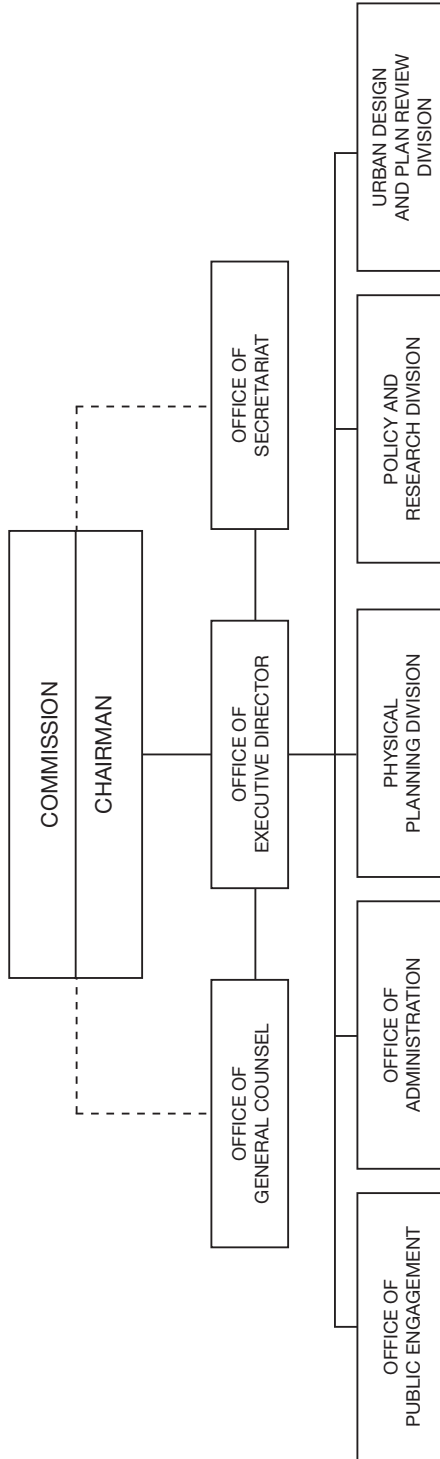 COMMISSION
CHAIRMAN
OFFICE OF
GENERAL COUNSEL
OFFICE OF
EXECUTIVE DIRECTOR
OFFICE OF
SECRETARIAT
OFFICE OF
PUBLIC ENGAGEMENT
OFFICE OF
ADMINISTRATION
PHYSICAL
PLANNING DIVISION
POLICY AND
RESEARCH DIVISION
URBAN DESIGN
AND PLAN REVIEW
DIVISION